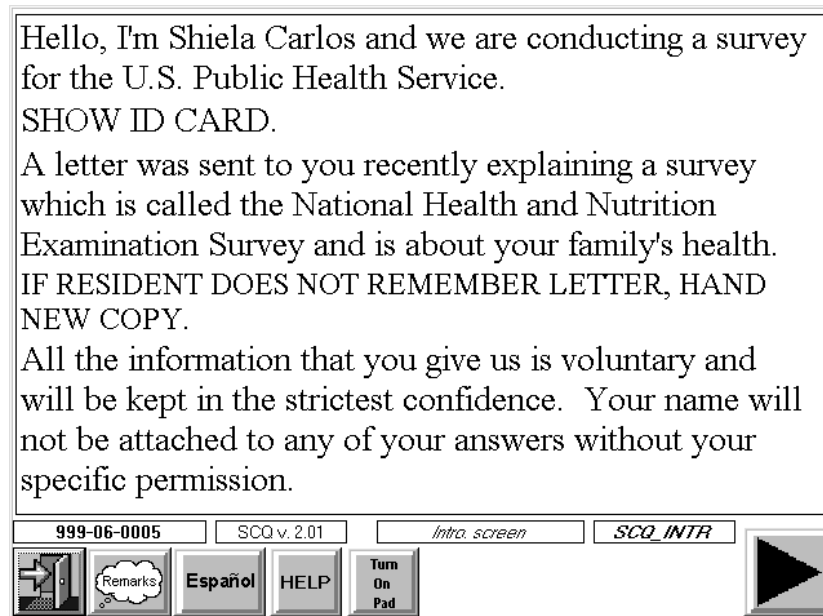 Hello, I'm Shiela Carlos and we are conducting a survey
for the U.S. Public Health Service.
SHOW ID CARD.
A letter was sent to you recently explaining a survey
which is called the National Health and Nutrition
Examination Survey and is about your family's health.
IF RESIDENT DOES NOT REMEMBER LETTER, HAND
NEW COPY.
All the information that you give us is voluntary and
will be kept in the strictest confidence.  Your name will
not be attached to any of your answers without your
specific permission.
999-06-0005 SCQ v. 2.01 Intro. screen SCQ_INTR
Remarks Español HELP Turn
On
Pad